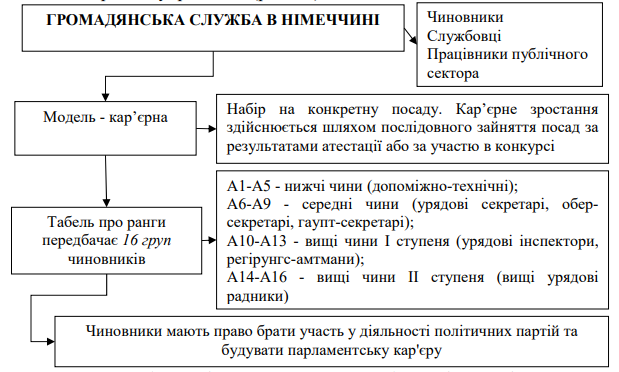 ГРОМАДЯНСЬКА СЛУЖБА В НІМЕЧЧИНІ
Чиновники
Службовці
Працівники публічного
сектора
Модель - кар’єрна
Набір на конкретну посаду. Кар’єрне зростання
здійснюється шляхом послідовного зайняття посад за
результатами атестації або за участю в конкурсі
Табель про ранги
передбачає 16 груп
чиновників
А1-А5 - нижчі чини (допоміжно-технічні);
А6-А9 - середні чини (урядові секретарі, обер-
секретарі, гаупт-секретарі);
А10-А13 - вищі чини І ступеня (урядові інспектори,
регірунгс-амтмани);
А14-А16 - вищі чини ІІ ступеня (вищі урядові
радники)
Чиновники мають право брати участь у діяльності політичних партій та
будувати парламентську кар'єру